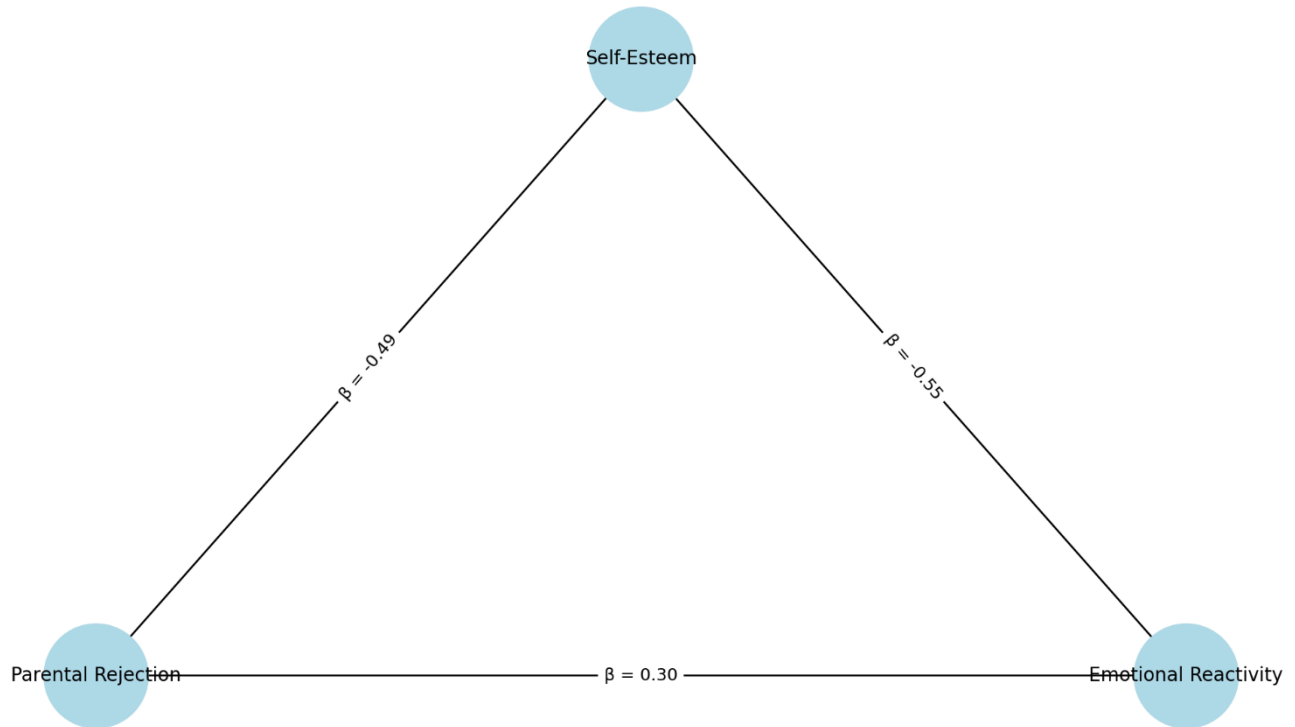 Self-Esteem
β = -0.49
β = -0.55
Parental Rejection
β = 0.30
Emotional Reactivity